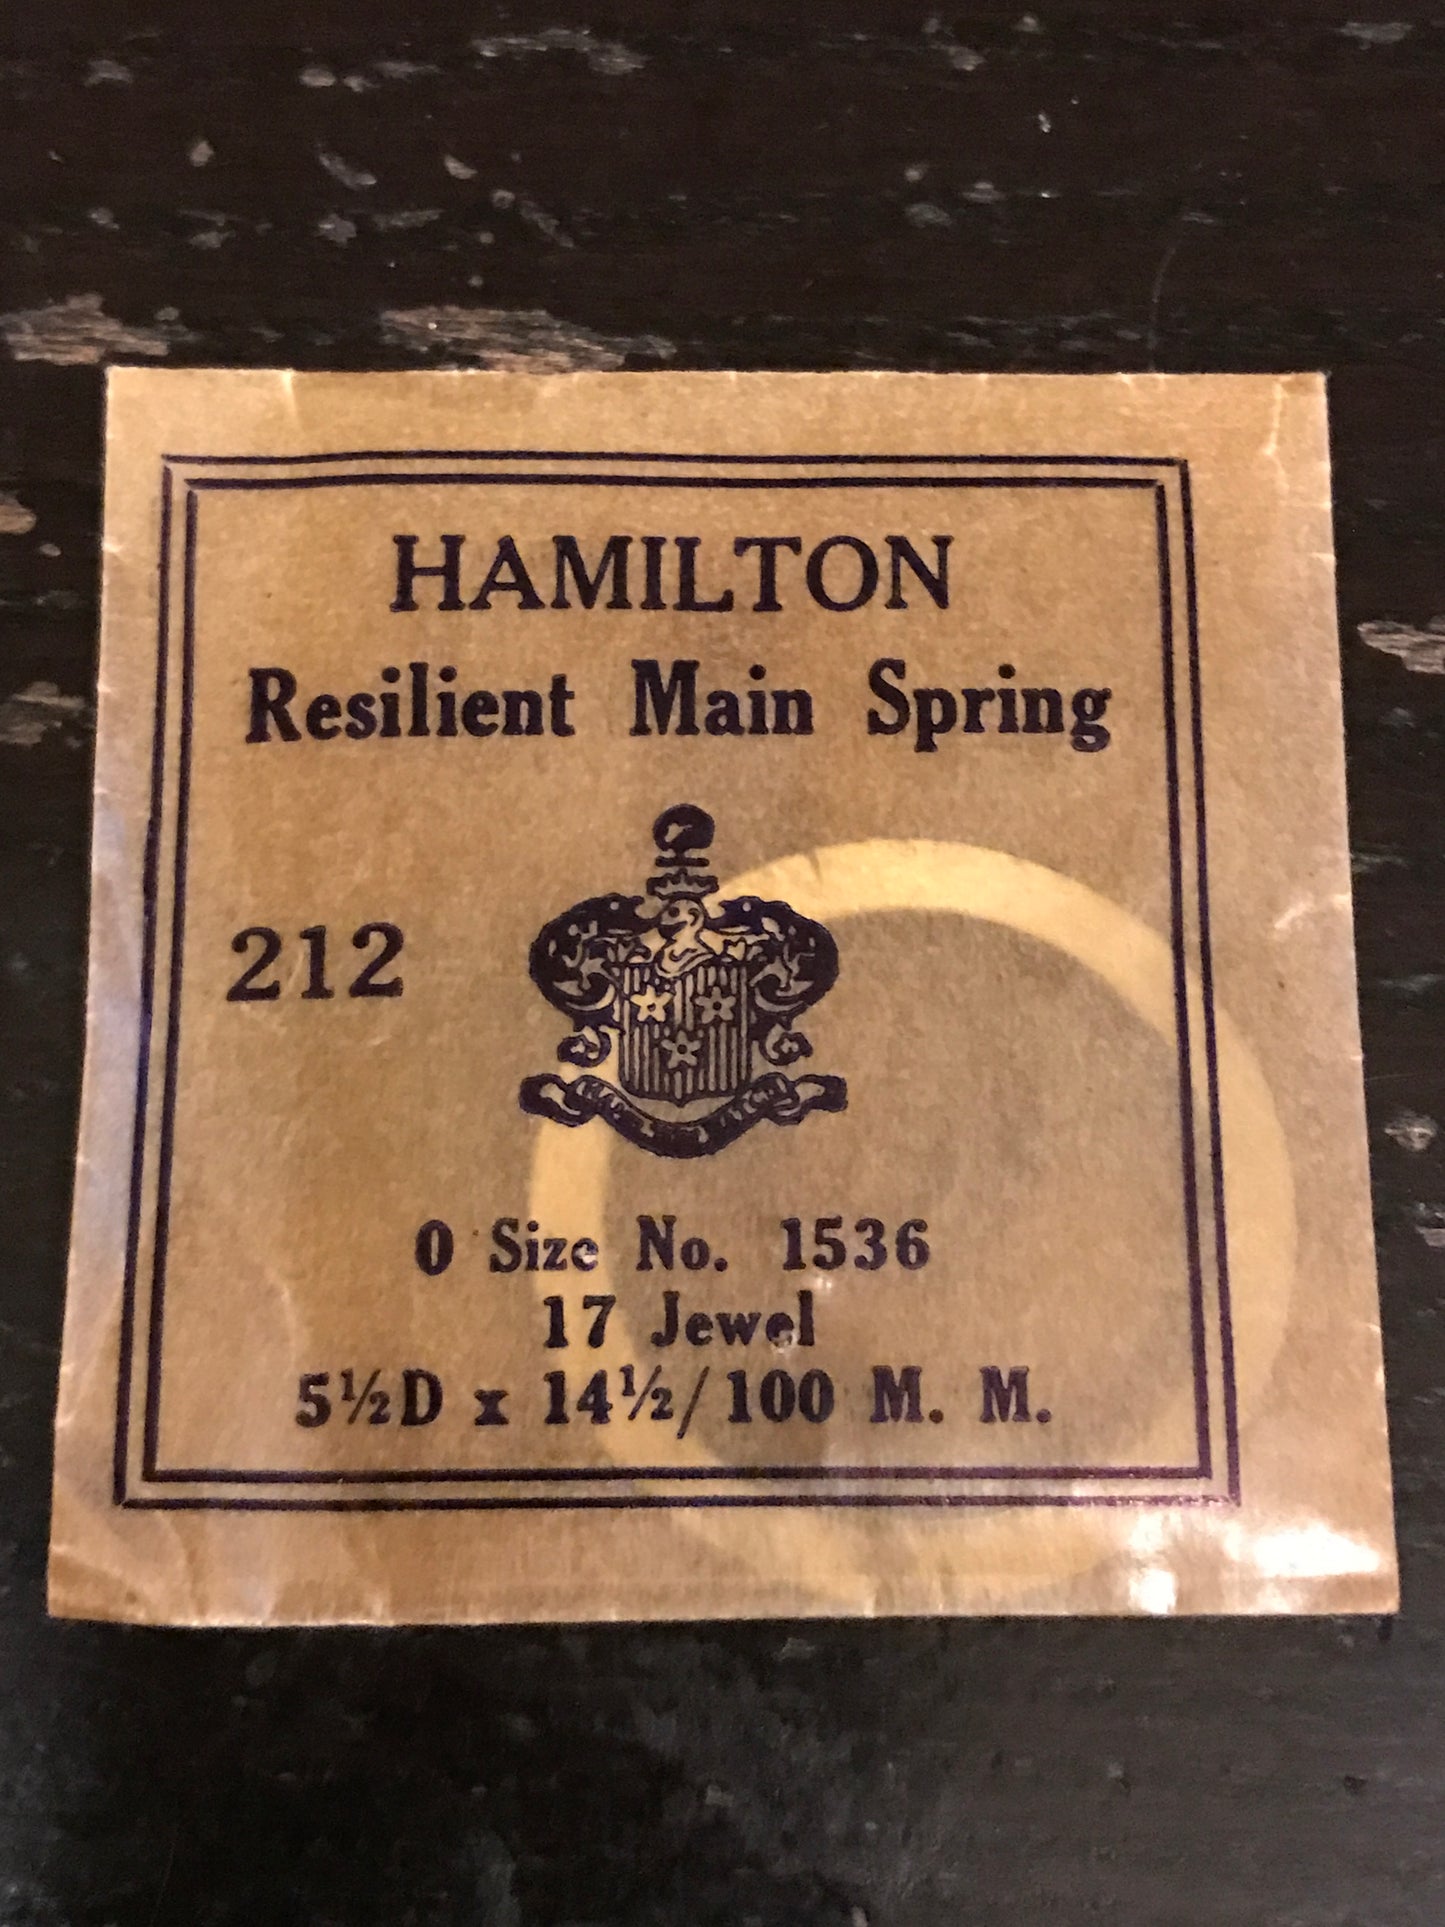 HAMILTON
Resilient Main Spring
212
0 Size No. 1536
17 Jewel
5½D x 14½/100 M. M.